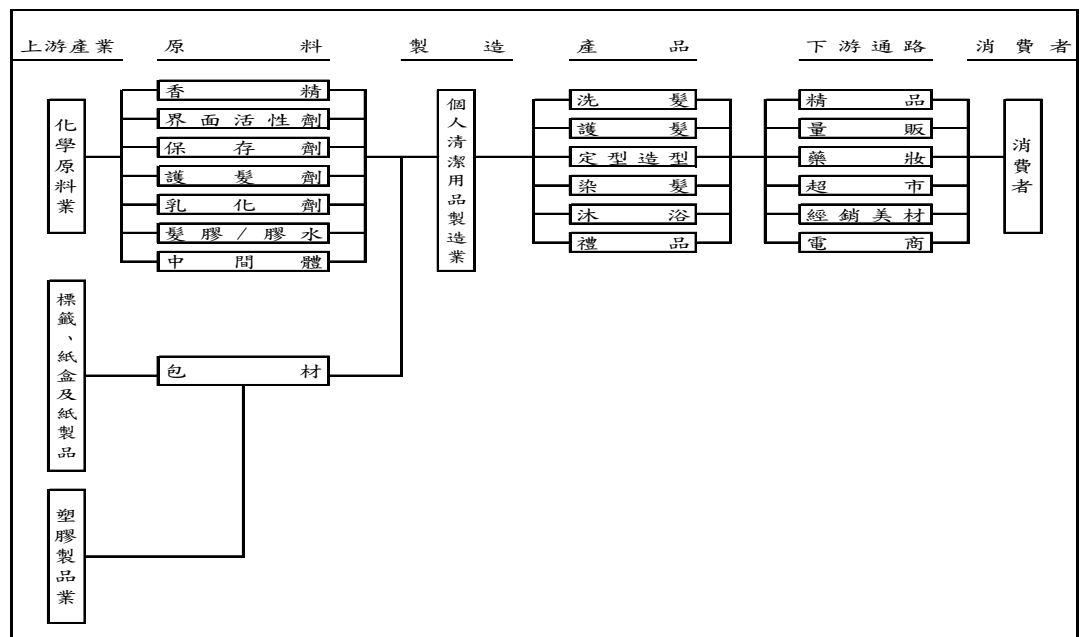 上游產業 原料 製造 產品 下游通路 消費者
化學原料業
香精
界面活性劑
保存劑
護髮劑
乳化劑
髮膠/膠水
中間體
個人清潔用品製造業
洗髮
護髮
定型造型
染髮
沐浴
禮品
精品
量販
藥妝
超市
經銷美材
電商
消費者
標籤、紙盒及紙製品
包材
塑膠製品業